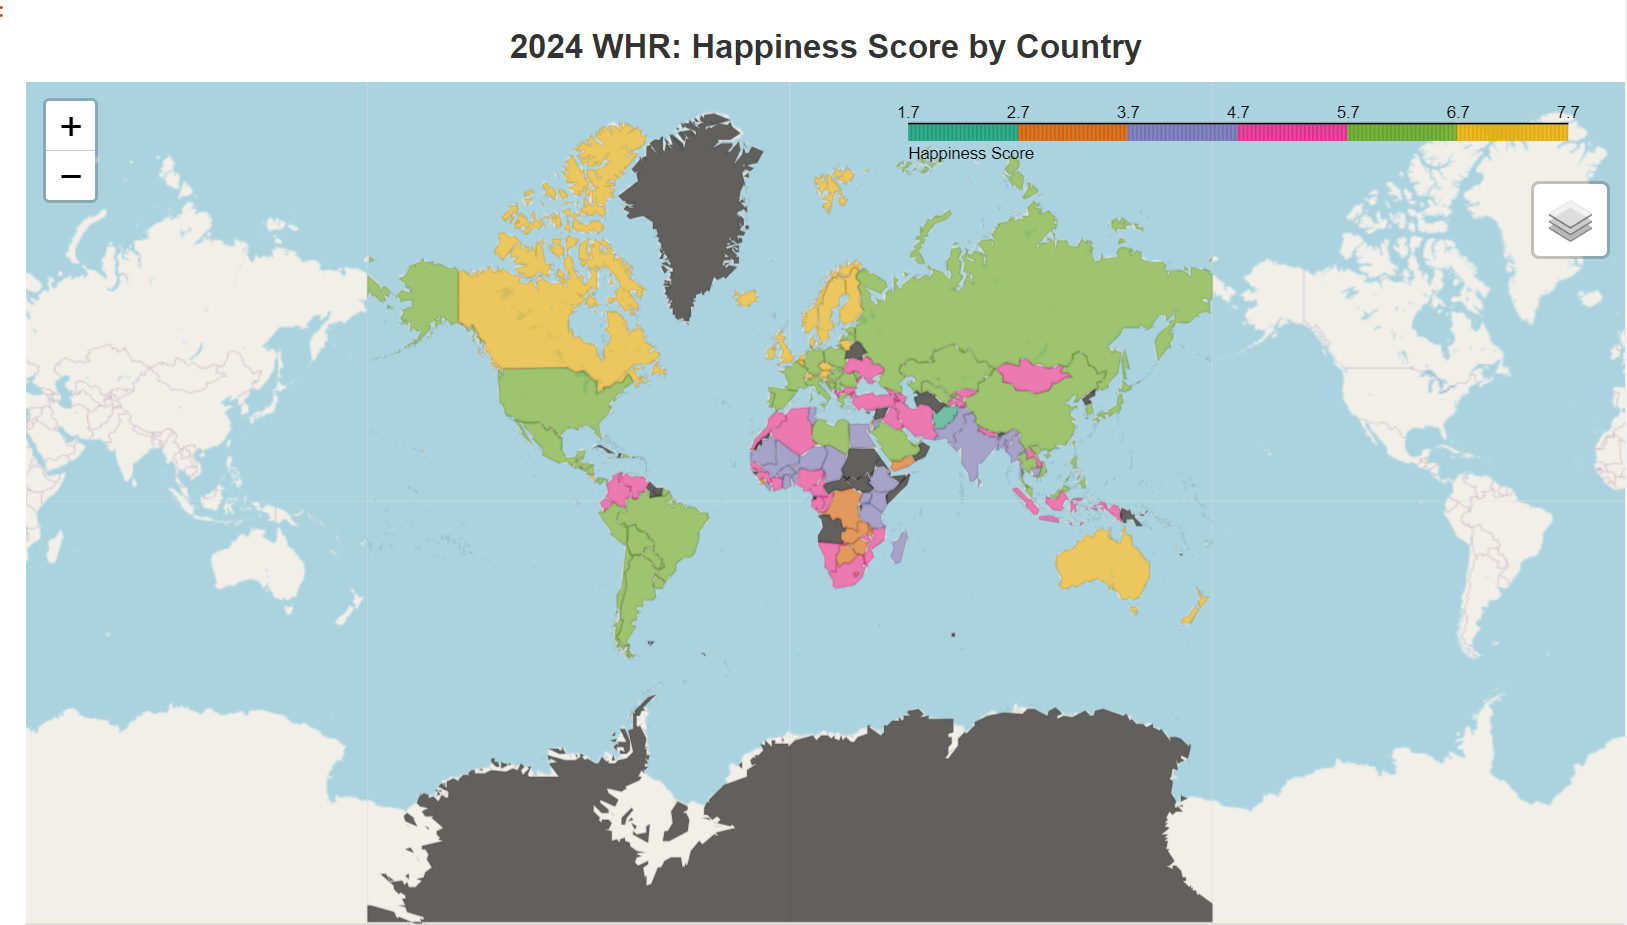 :
2024 WHR: Happiness Score by Country
+
−
1.7 2.7 3.7 4.7 5.7 6.7 7.7
Happiness Score